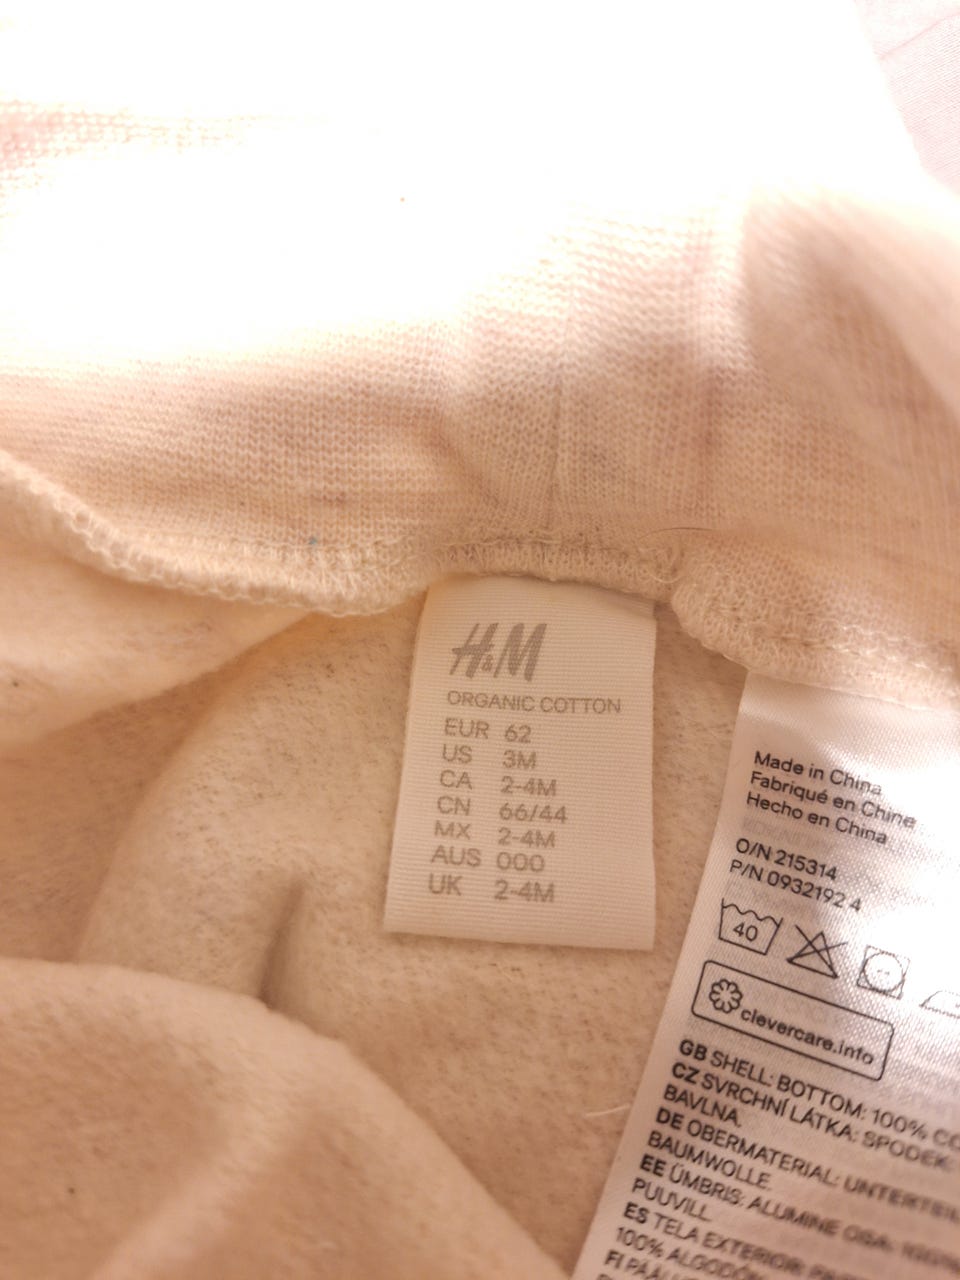 H&M
ORGANIC COTTON
EUR 62
US 3M
CA 2-4M
CN 66/44
MX 2-4M
AUS 000
UK 2-4M
Made in China
Fabriqué en Chine
Hecho en China
O/N 215314
P/N 0932192 4
40
clevercare.info
GB SHELL: BOTTOM: 100% CO
CZ SVRCHNÍ LÁTKA: SPODEK:
BAVLNA.
DE OBERMATERIAL: UNTERTEIL:
BAUMWOLLE.
EE ÜMBRIS: ALUMINE OSA: 100%
PUUVILL.
ES TELA EXTERIOR:
100% ALGODÓN
FI